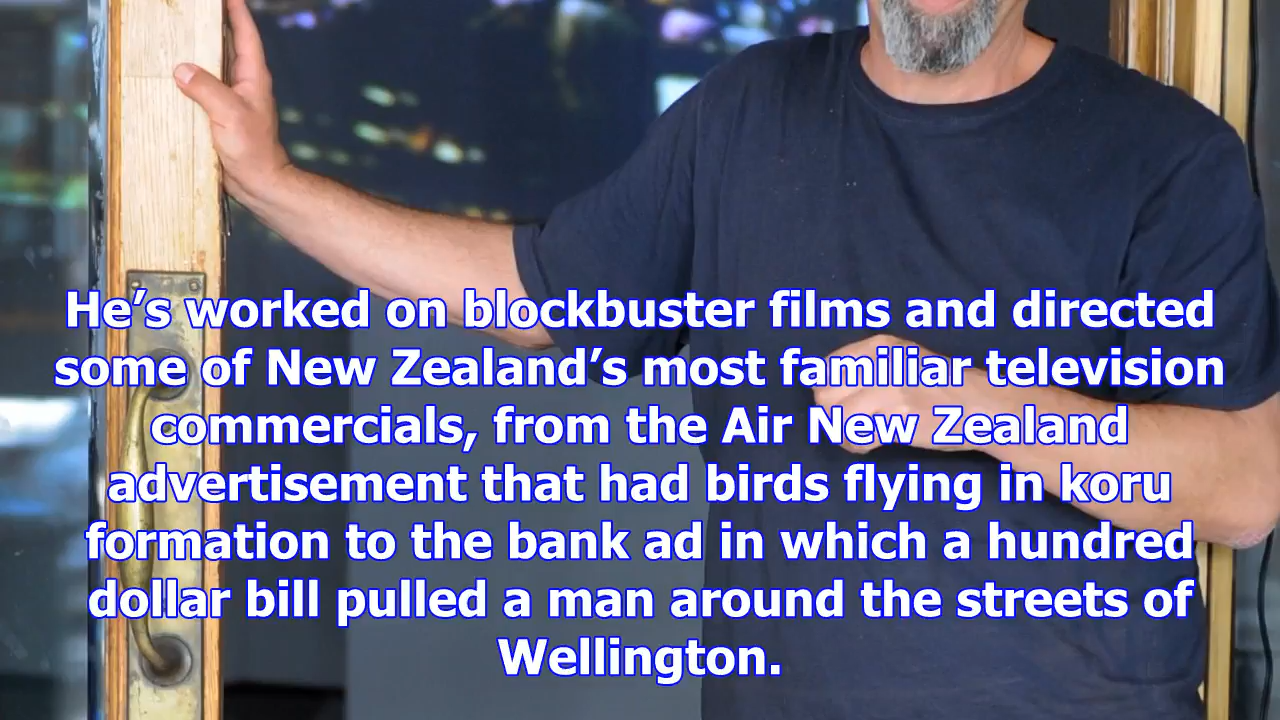 He’s worked on blockbuster films and directed
some of New Zealand’s most familiar television
commercials, from the Air New Zealand
advertisement that had birds flying in koru
formation to the bank ad in which a hundred
dollar bill pulled a man around the streets of
Wellington.